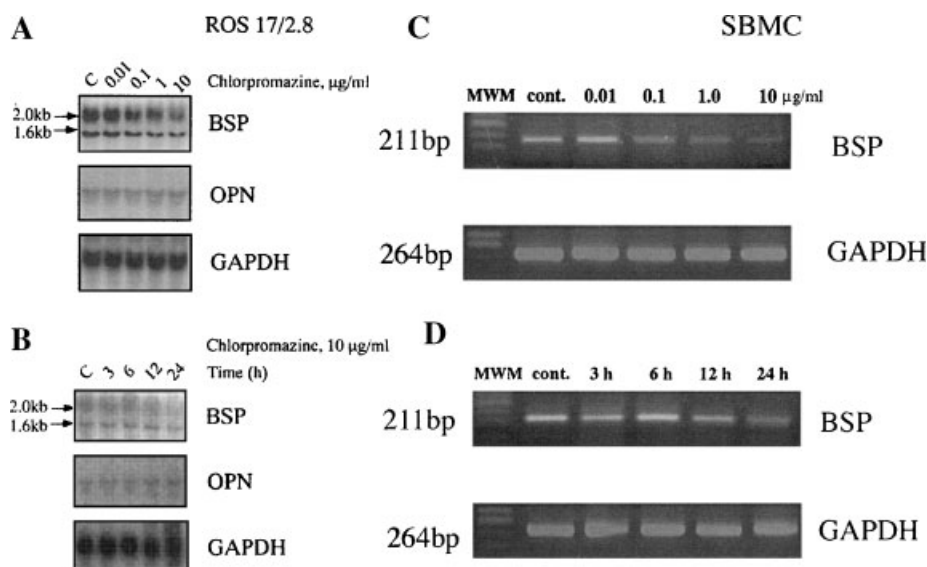 A
ROS 17/2.8
C 0.01 0.1 1 10
Chlorpromazine, μg/ml
2.0kb
1.6kb
BSP
OPN
GAPDH
B
Chlorpromazine, 10 μg/ml
Time (h)
C 3 6 12 24
2.0kb
1.6kb
BSP
OPN
GAPDH
C
SBMC
MWM cont. 0.01 0.1 1.0 10 μg/ml
211bp
BSP
264bp
GAPDH
D
MWM cont. 3 h 6 h 12 h 24 h
211bp
BSP
264bp
GAPDH